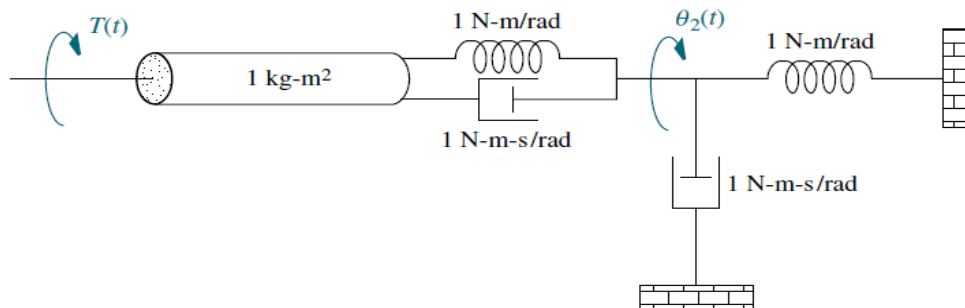 T(t)
1 N-m/rad
θ₂(t)
1 N-m/rad
1 kg-m²
1 N-m-s/rad
1 N-m-s/rad